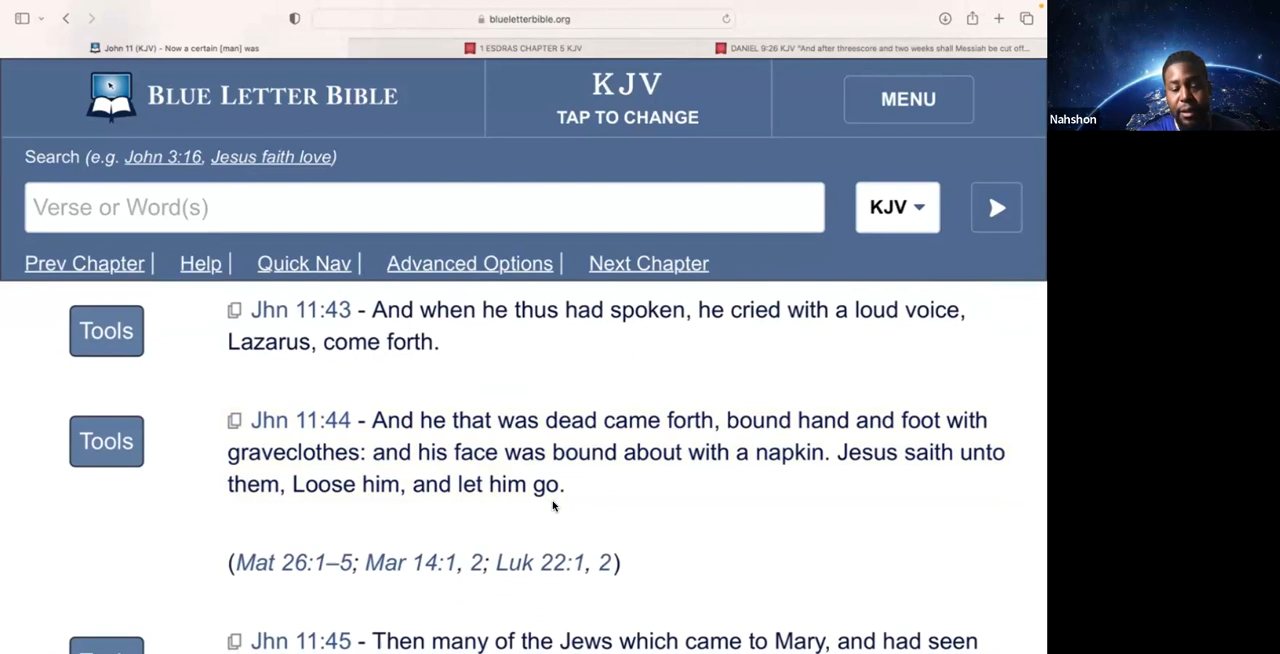 blueletterbible.org
John 11 (KJV) - Now a certain [man] was
1 ESDRAS CHAPTER 5 KJV
DANIEL 9:26 KJV "And after threescore and two weeks shall Messiah be cut off...
BLUE LETTER BIBLE
KJV
TAP TO CHANGE
MENU
Nahshon
Search (e.g. John 3:16, Jesus faith love)
Verse or Word(s)
KJV
Prev Chapter | Help | Quick Nav | Advanced Options | Next Chapter
Tools
Jhn 11:43 - And when he thus had spoken, he cried with a loud voice,
Lazarus, come forth.
Tools
Jhn 11:44 - And he that was dead came forth, bound hand and foot with
graveclothes: and his face was bound about with a napkin. Jesus saith unto
them, Loose him, and let him go.
(Mat 26:1–5; Mar 14:1, 2; Luk 22:1, 2)
Jhn 11:45 - Then many of the Jews which came to Mary, and had seen